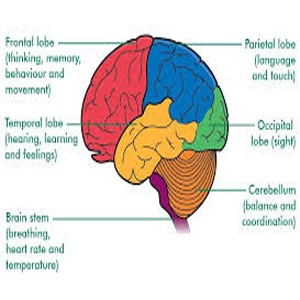 Frontal lobe
(thinking, memory,
behaviour and
movement)
Parietal lobe
(language
and touch)
Temporal lobe
(hearing, learning
and feelings)
Occipital
lobe (sight)
Cerebellum
(balance and
coordination)
Brain stem
(breathing,
heart rate and
temperature)